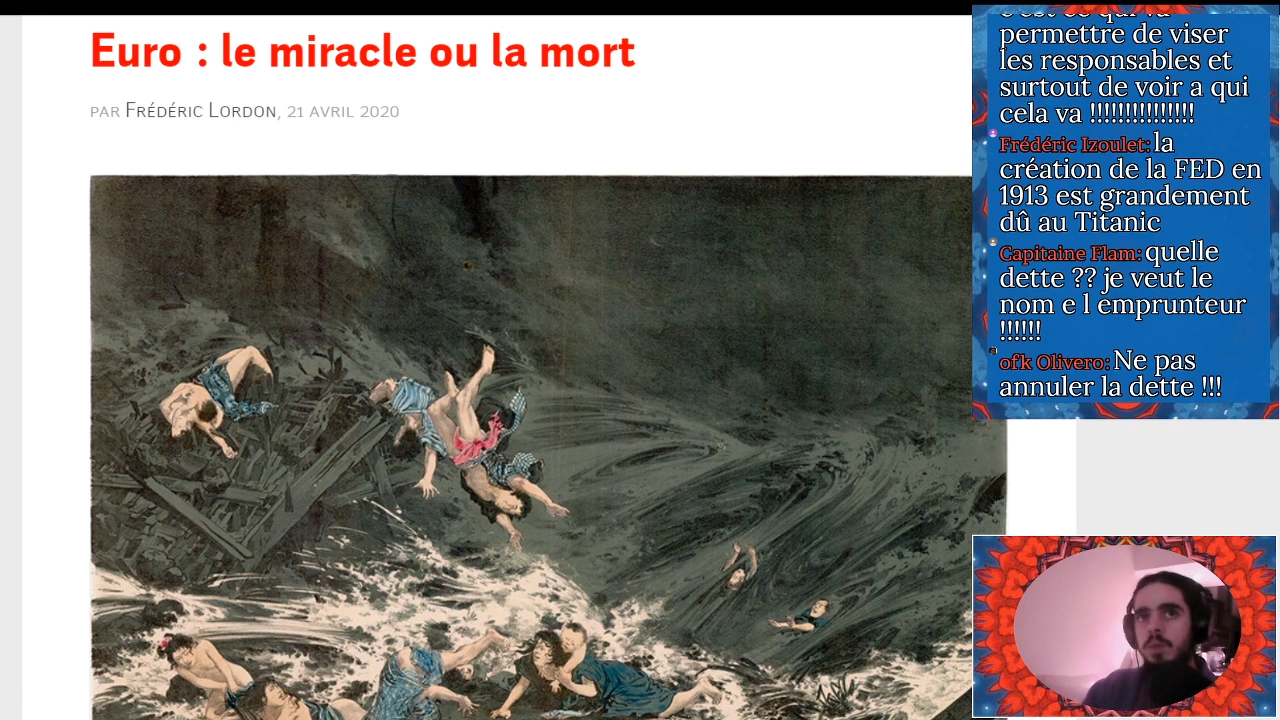 Euro : le miracle ou la mort
PAR FRÉDÉRIC LORDON, 21 AVRIL 2020
permettre de viser
les responsables et
surtout de voir a qui
cela va !!!!!!!!!!!!!!!
Frédéric Izoulet: la
création de la FED en
1913 est grandement
dû au Titanic
Capitaine Flam: quelle
dette ?? je veut le
nom e l emprunteur
!!!!!!
ofk Olivero: Ne pas
annuler la dette !!!